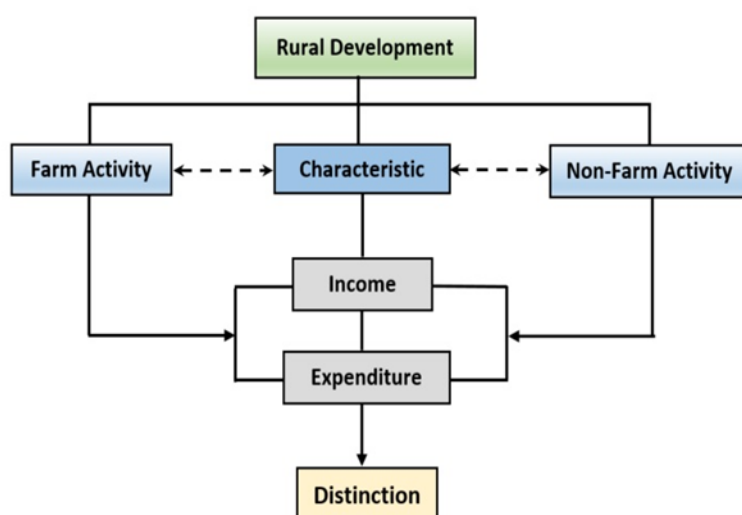 Rural Development
Farm Activity
Characteristic
Non-Farm Activity
Income
Expenditure
Distinction